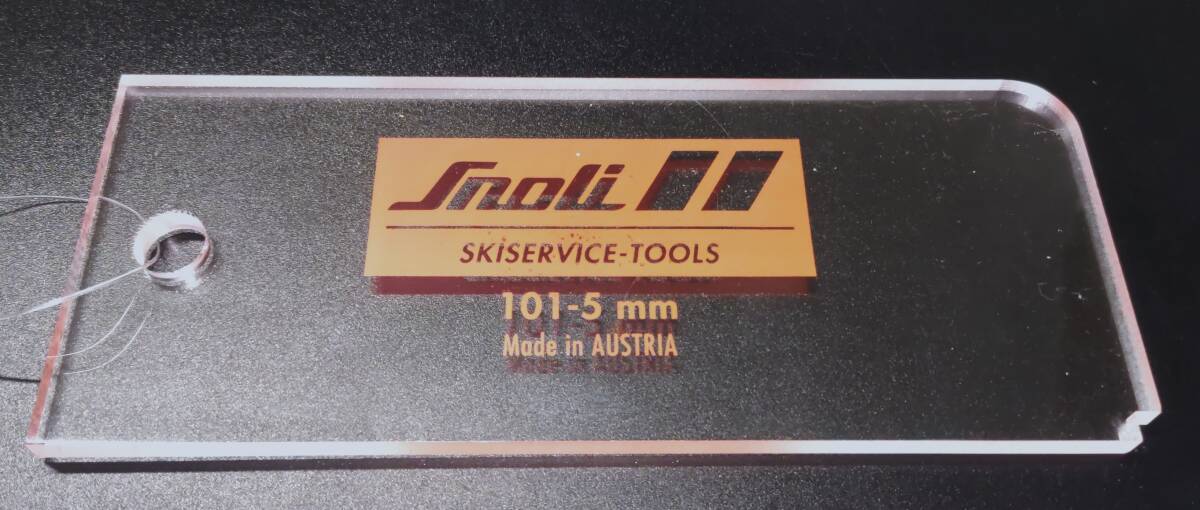 Snoli
SKiSERVICE-TOOLS
101-5 mm
Made in AUSTRIA